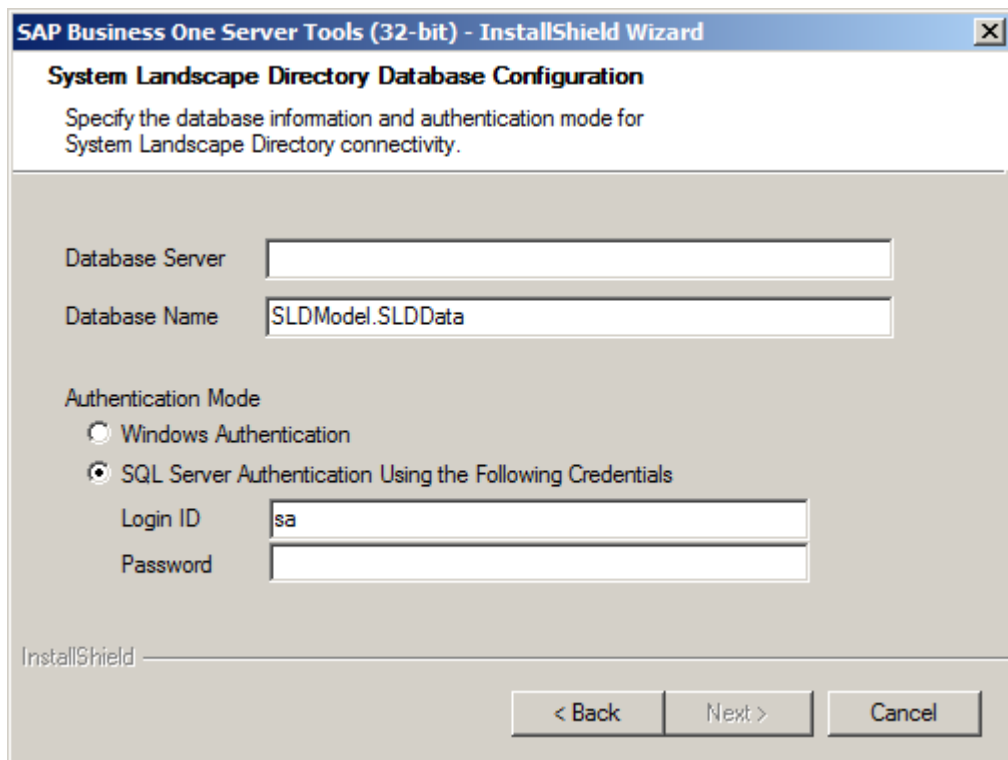 SAP Business One Server Tools (32-bit) - InstallShield Wizard
System Landscape Directory Database Configuration
Specify the database information and authentication mode for
System Landscape Directory connectivity.
Database Server
Database Name SLDModel.SLDData
Authentication Mode
Windows Authentication
SQL Server Authentication Using the Following Credentials
Login ID sa
Password
InstallShield
< Back Next > Cancel